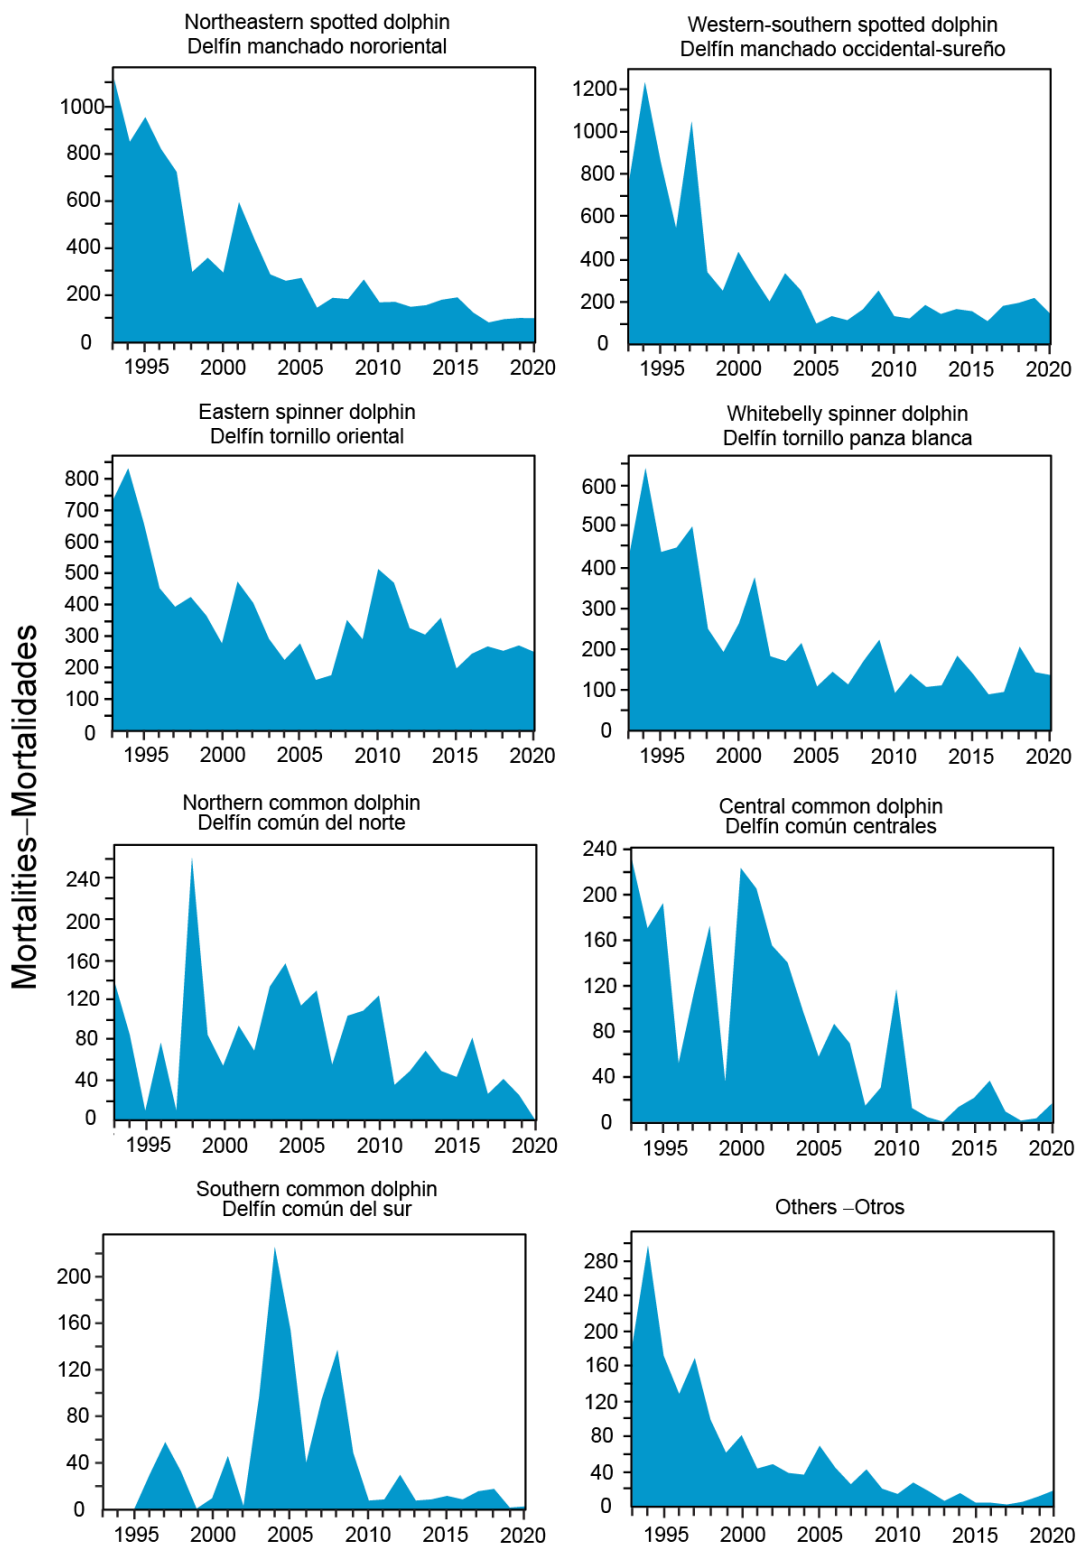 Mortalities–Mortalidades
Northeastern spotted dolphin
Delfín manchado nororiental
1000
800
600
400
200
0
1995 2000 2005 2010 2015 2020
Western-southern spotted dolphin
Delfín manchado occidental-sureño
1200
1000
800
600
400
200
0
1995 2000 2005 2010 2015 2020
Eastern spinner dolphin
Delfín tornillo oriental
800
700
600
500
400
300
200
100
0
1995 2000 2005 2010 2015 2020
Whitebelly spinner dolphin
Delfín tornillo panza blanca
600
500
400
300
200
100
0
1995 2000 2005 2010 2015 2020
Northern common dolphin
Delfín común del norte
240
200
160
120
80
40
0
1995 2000 2005 2010 2015 2020
Central common dolphin
Delfín común centrales
240
200
160
120
80
40
0
1995 2000 2005 2010 2015 2020
Southern common dolphin
Delfín común del sur
200
160
120
80
40
0
1995 2000 2005 2010 2015 2020
Others –Otros
280
240
200
160
120
80
40
0
1995 2000 2005 2010 2015 2020